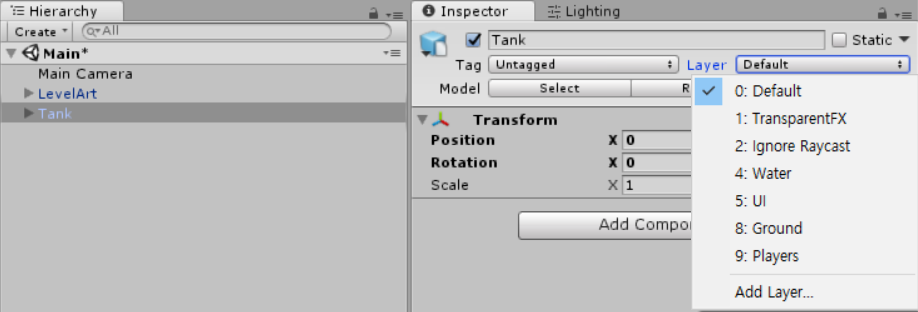 Hierarchy
Create All
Main*
Main Camera
LevelArt
Tank
Inspector Lighting
Tank Static
Tag Untagged Layer Default
Model Select R
Transform
Position X 0
Rotation X 0
Scale X 1
Add Compo
0: Default
1: TransparentFX
2: Ignore Raycast
4: Water
5: UI
8: Ground
9: Players
Add Layer...